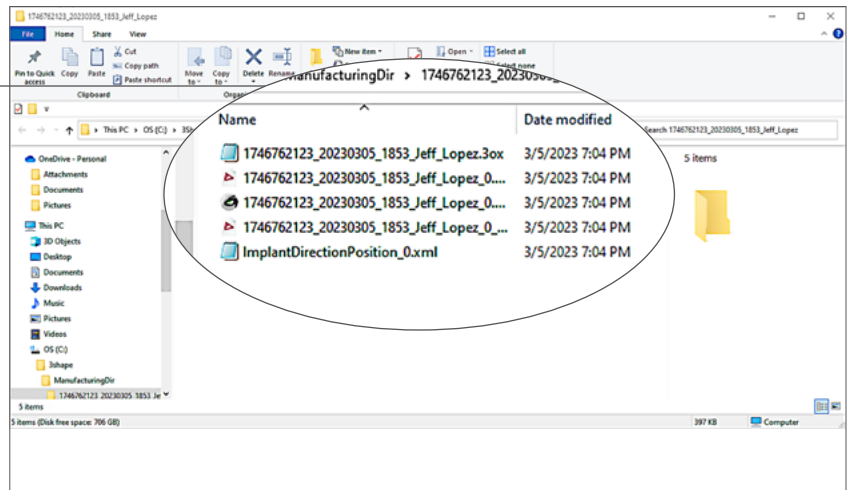 1746762123_20230305_1853_Jeff_Lopez
File Home Share View
Pin to Quick access
Copy
Paste
Cut
Copy path
Paste shortcut
Move to
Copy to
Delete
Rename
New item
Open
Select all
Select none
Clipboard
ManufacturingDir > 1746762123_20230305_
This PC > OS (C:) >
Search 1746762123_20230305_1853_Jeff_Lopez
Name Date modified
1746762123_20230305_1853_Jeff_Lopez.3ox 3/5/2023 7:04 PM
1746762123_20230305_1853_Jeff_Lopez_0.... 3/5/2023 7:04 PM
1746762123_20230305_1853_Jeff_Lopez_0.... 3/5/2023 7:04 PM
1746762123_20230305_1853_Jeff_Lopez_0_... 3/5/2023 7:04 PM
ImplantDirectionPosition_0.xml 3/5/2023 7:04 PM
5 items
OneDrive - Personal
Attachments
Documents
Pictures
This PC
3D Objects
Desktop
Documents
Downloads
Music
Pictures
Videos
OS (C:)
3shape
ManufacturingDir
1746762123_20230305_1853_Je
5 items
5 items (Disk free space: 706 GB) 397 KB Computer